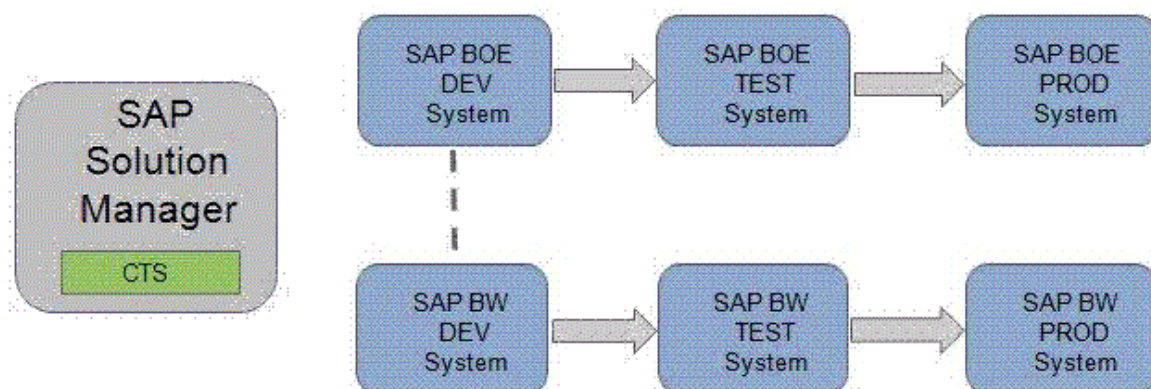 SAP
Solution
Manager
CTS
SAP BOE
DEV
System
SAP BOE
TEST
System
SAP BOE
PROD
System
SAP BW
DEV
System
SAP BW
TEST
System
SAP BW
PROD
System